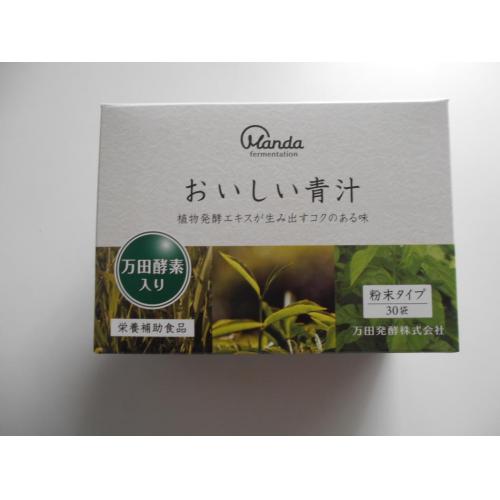 Manda
fermentation
おいしい青汁
植物発酵エキスが生み出すコクのある味
万田酵素
入り
栄養補助食品
粉末タイプ
30袋
万田発酵株式会社